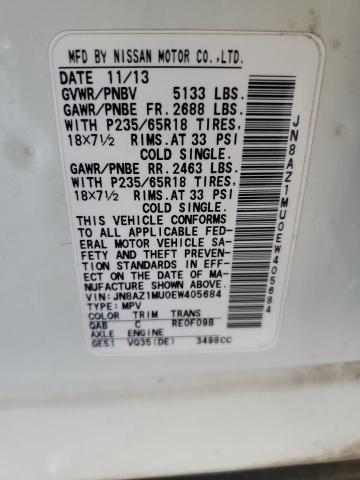 MFD BY NISSAN MOTOR CO.,LTD.
DATE 11/13
GVWR/PNBV 5133 LBS.
GAWR/PNBE FR. 2688 LBS.
WITH P235/65R18 TIRES,
18X7½ RIMS.AT 33 PSI
COLD SINGLE.
GAWR/PNBE RR. 2463 LBS.
WITH P235/65R18 TIRES,
18X7½ RIMS.AT 33 PSI
COLD SINGLE.
THIS VEHICLE CONFORMS
TO ALL APPLICABLE FED-
ERAL MOTOR VEHICLE SA-
FETY AND THEFT PREVEN-
TION STANDARDS IN EFF-
ECT ON THE DATE OF MA-
NUFACTURE SHOWN ABOVE.
VIN:JN8AZ1MU0EW405684
TYPE:MPV
COLOR TRIM TRANS
QAB C RE0F09B
AXLE ENGINE
GE51 VQ35(DE) 3498CC
JN8AZ1MU0EW405684